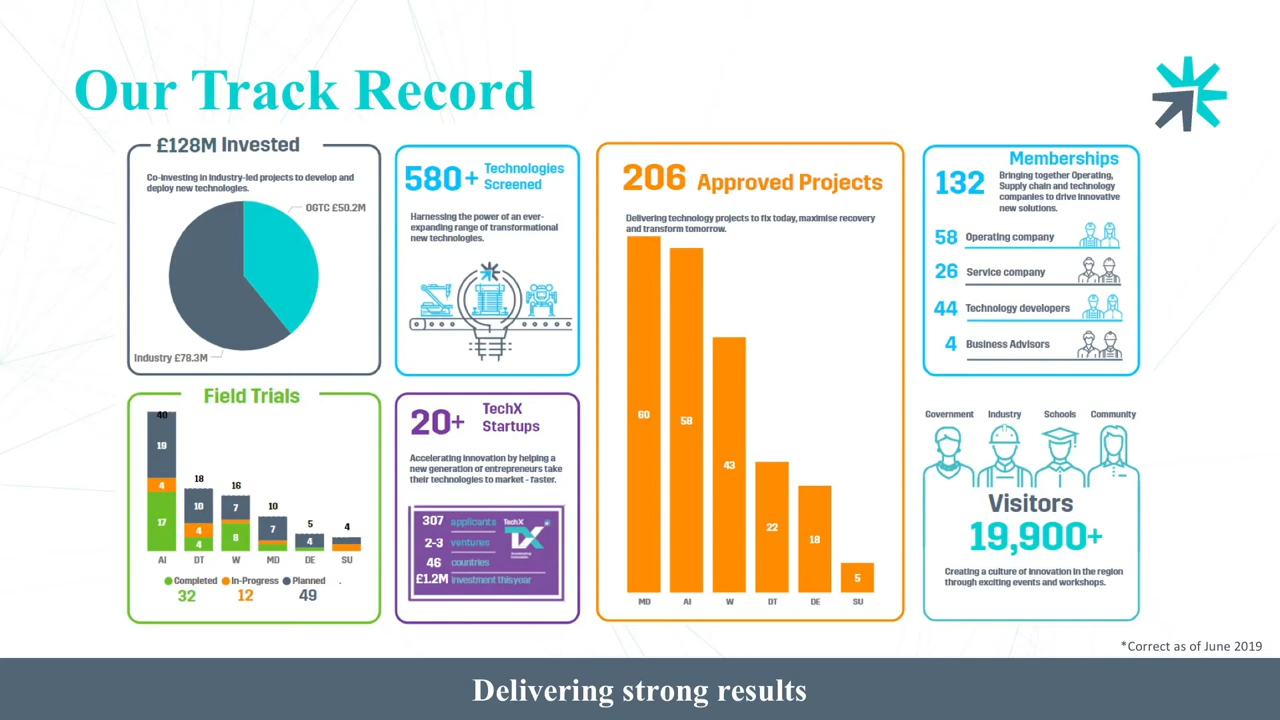 Our Track Record
£128M Invested
Co-investing in industry-led projects to develop and
deploy new technologies.
OGTC £50.2M
Industry £78.3M
580+ Technologies
Screened
Harnessing the power of an ever-
expanding range of transformational
new technologies.
206 Approved Projects
Delivering technology projects to fix today, maximise recovery
and transform tomorrow.
60
58
43
22
18
5
MD AI W DT DE SU
Memberships
132
Bringing together Operating,
Supply chain and technology
companies to drive innovative
new solutions.
58 Operating company
26 Service company
44 Technology developers
4 Business Advisors
Field Trials
40
19
4
17
18
10
4
4
16
7
8
10
7
5
4
4
AI DT W MD DE SU
Completed In-Progress Planned .
32 12 49
20+ TechX
Startups
Accelerating innovation by helping a
new generation of entrepreneurs take
their technologies to market - faster.
307 applicants
2-3 ventures
46 countries
£1.2M investment this year
TechX
TX
Government Industry Schools Community
Visitors
19,900+
Creating a culture of innovation in the region
through exciting events and workshops.
*Correct as of June 2019
Delivering strong results